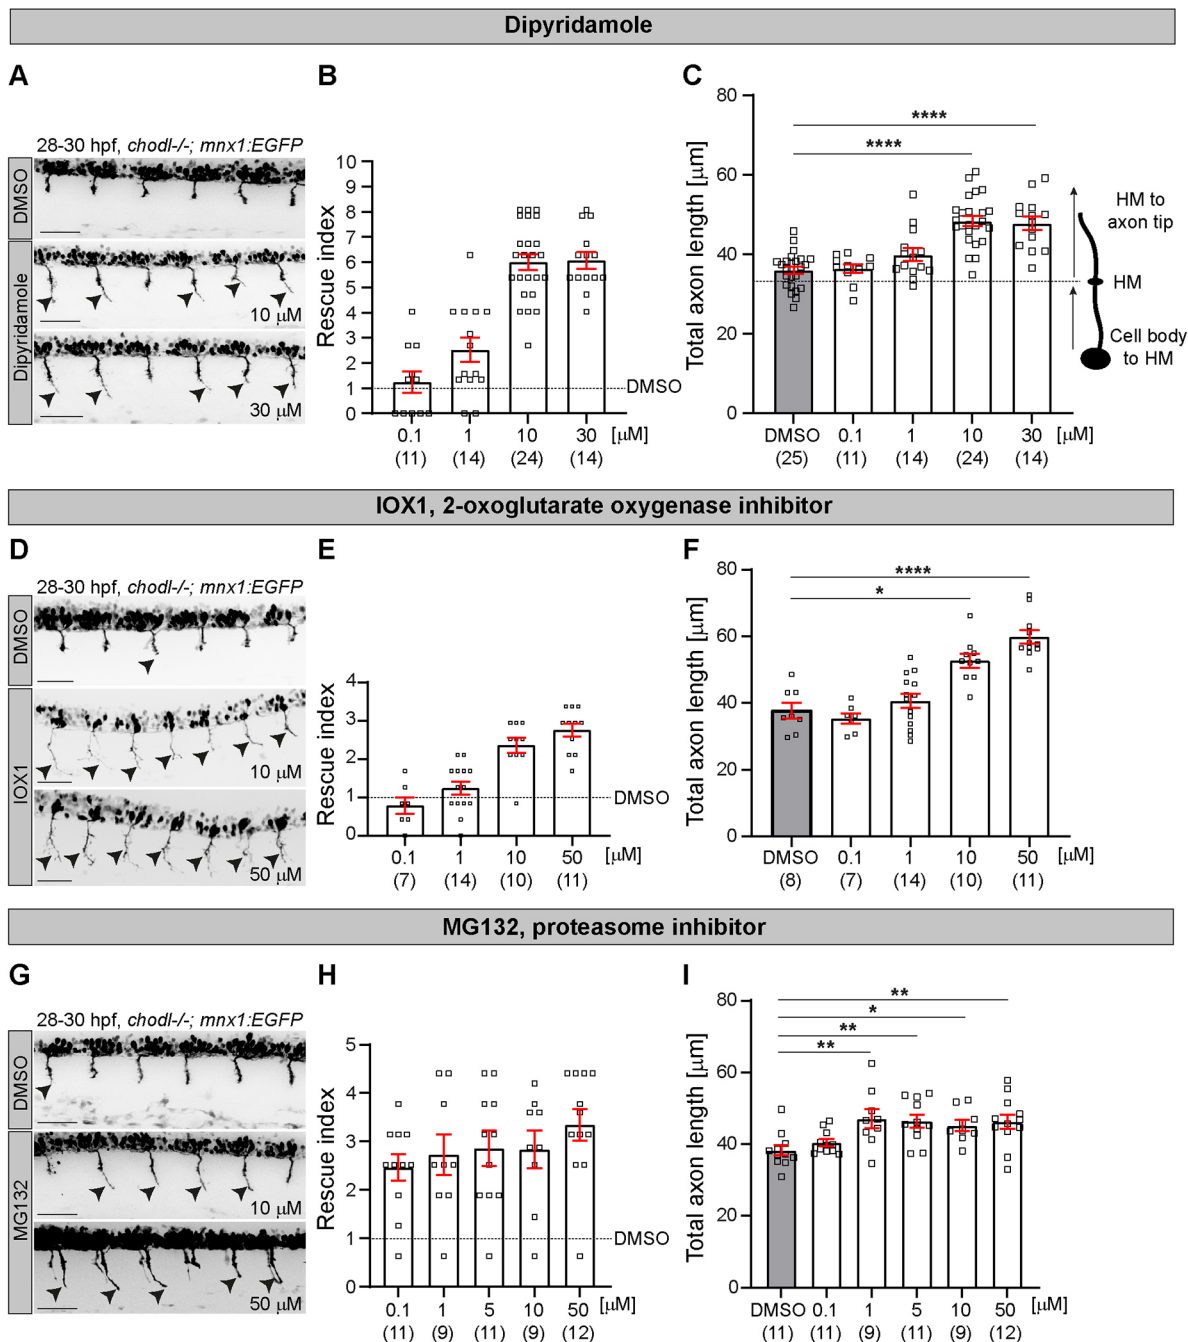 Dipyridamole
A
28-30 hpf, chodl-/-; mnx1:EGFP
DMSO
Dipyridamole
10 μM
30 μM
B
Rescue index
10
9
8
7
6
5
4
3
2
1
0
DMSO
0.1 1 10 30 [μM]
(11) (14) (24) (14)
C
Total axon length [μm]
80
60
40
20
0
****
****
HM to
axon tip
HM
Cell body
to HM
DMSO 0.1 1 10 30 [μM]
(25) (11) (14) (24) (14)
IOX1, 2-oxoglutarate oxygenase inhibitor
D
28-30 hpf, chodl-/-; mnx1:EGFP
DMSO
IOX1
10 μM
50 μM
E
Rescue index
4
3
2
1
0
DMSO
0.1 1 10 50 [μM]
(7) (14) (10) (11)
F
Total axon length [μm]
80
60
40
20
0
****
*
DMSO 0.1 1 10 50 [μM]
(8) (7) (14) (10) (11)
MG132, proteasome inhibitor
G
28-30 hpf, chodl-/-; mnx1:EGFP
DMSO
MG132
10 μM
50 μM
H
Rescue index
5
4
3
2
1
0
DMSO
0.1 1 5 10 50 [μM]
(11) (9) (11) (9) (12)
I
Total axon length [μm]
80
60
40
20
0
**
*
**
**
DMSO 0.1 1 5 10 50 [μM]
(11) (11) (9) (11) (9) (12)